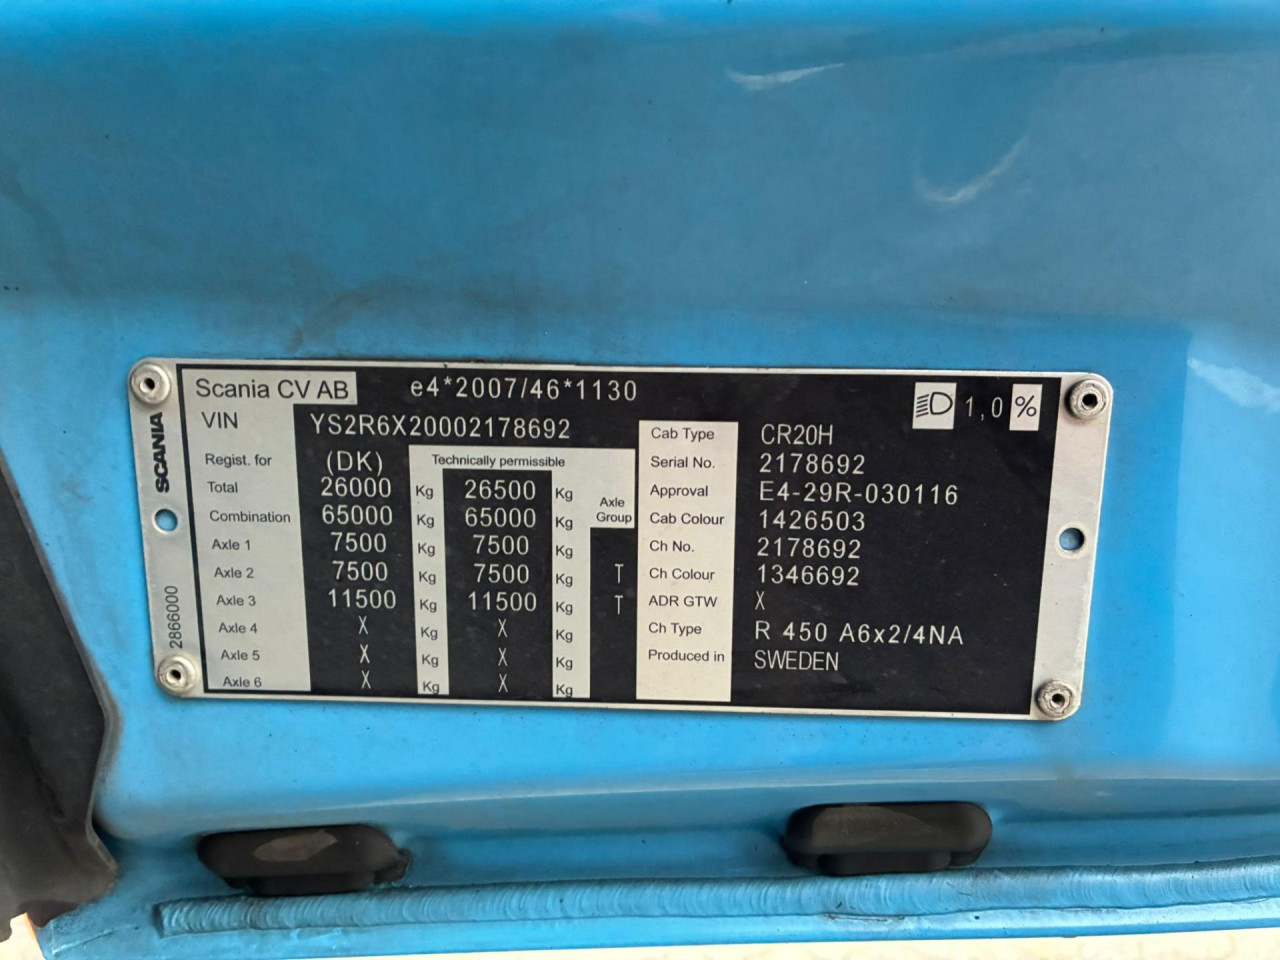 Scania CV AB e4*2007/46*1130 1,0 %
VIN YS2R6X20002178692
Regist. for (DK) Technically permissible
Total 26000 Kg 26500 Kg Axle Group
Combination 65000 Kg 65000 Kg
Axle 1 7500 Kg 7500 Kg
Axle 2 7500 Kg 7500 Kg T
Axle 3 11500 Kg 11500 Kg T
Axle 4 X Kg X Kg
Axle 5 X Kg X Kg
Axle 6 X Kg X Kg
Cab Type CR20H
Serial No. 2178692
Approval E4-29R-030116
Cab Colour 1426503
Ch No. 2178692
Ch Colour 1346692
ADR GTW X
Ch Type R 450 A6x2/4NA
Produced in SWEDEN
SCANIA
2866000